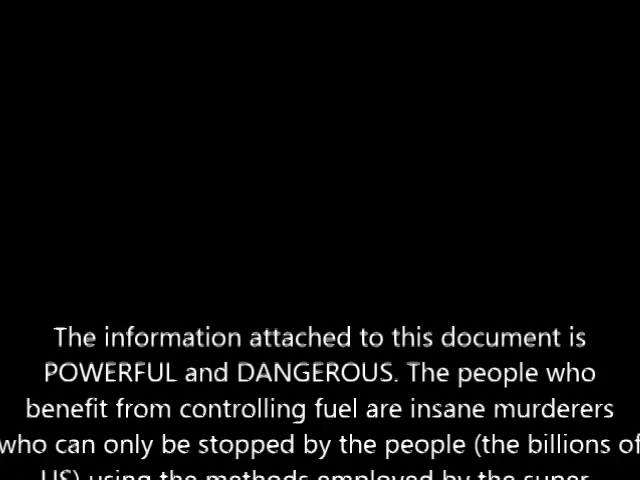 The information attached to this document is
POWERFUL and DANGEROUS. The people who
benefit from controlling fuel are insane murderers
who can only be stopped by the people (the billions of
US) using the methods employed by the super